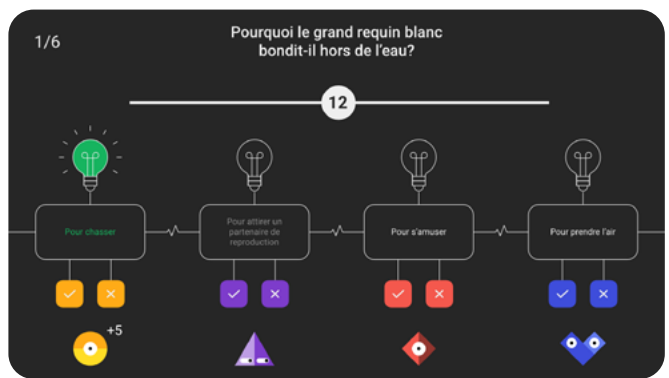 1/6
Pourquoi le grand requin blanc
bondit-il hors de l'eau?
12
Pour chasser
Pour attirer un
partenaire de
reproduction
Pour s'amuser
Pour prendre l'air
+5